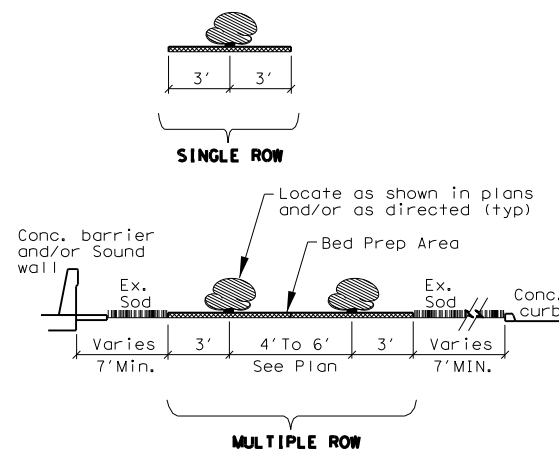 3' 3'
SINGLE ROW
Locate as shown in plans
and/or as directed (typ)
Conc. barrier
and/or Sound
wall
Bed Prep Area
Ex.
Sod
Ex.
Sod
Conc.
curb
Varies 3' 4'To 6' 3' Varies
7'Min. See Plan 7'MIN.
MULTIPLE ROW